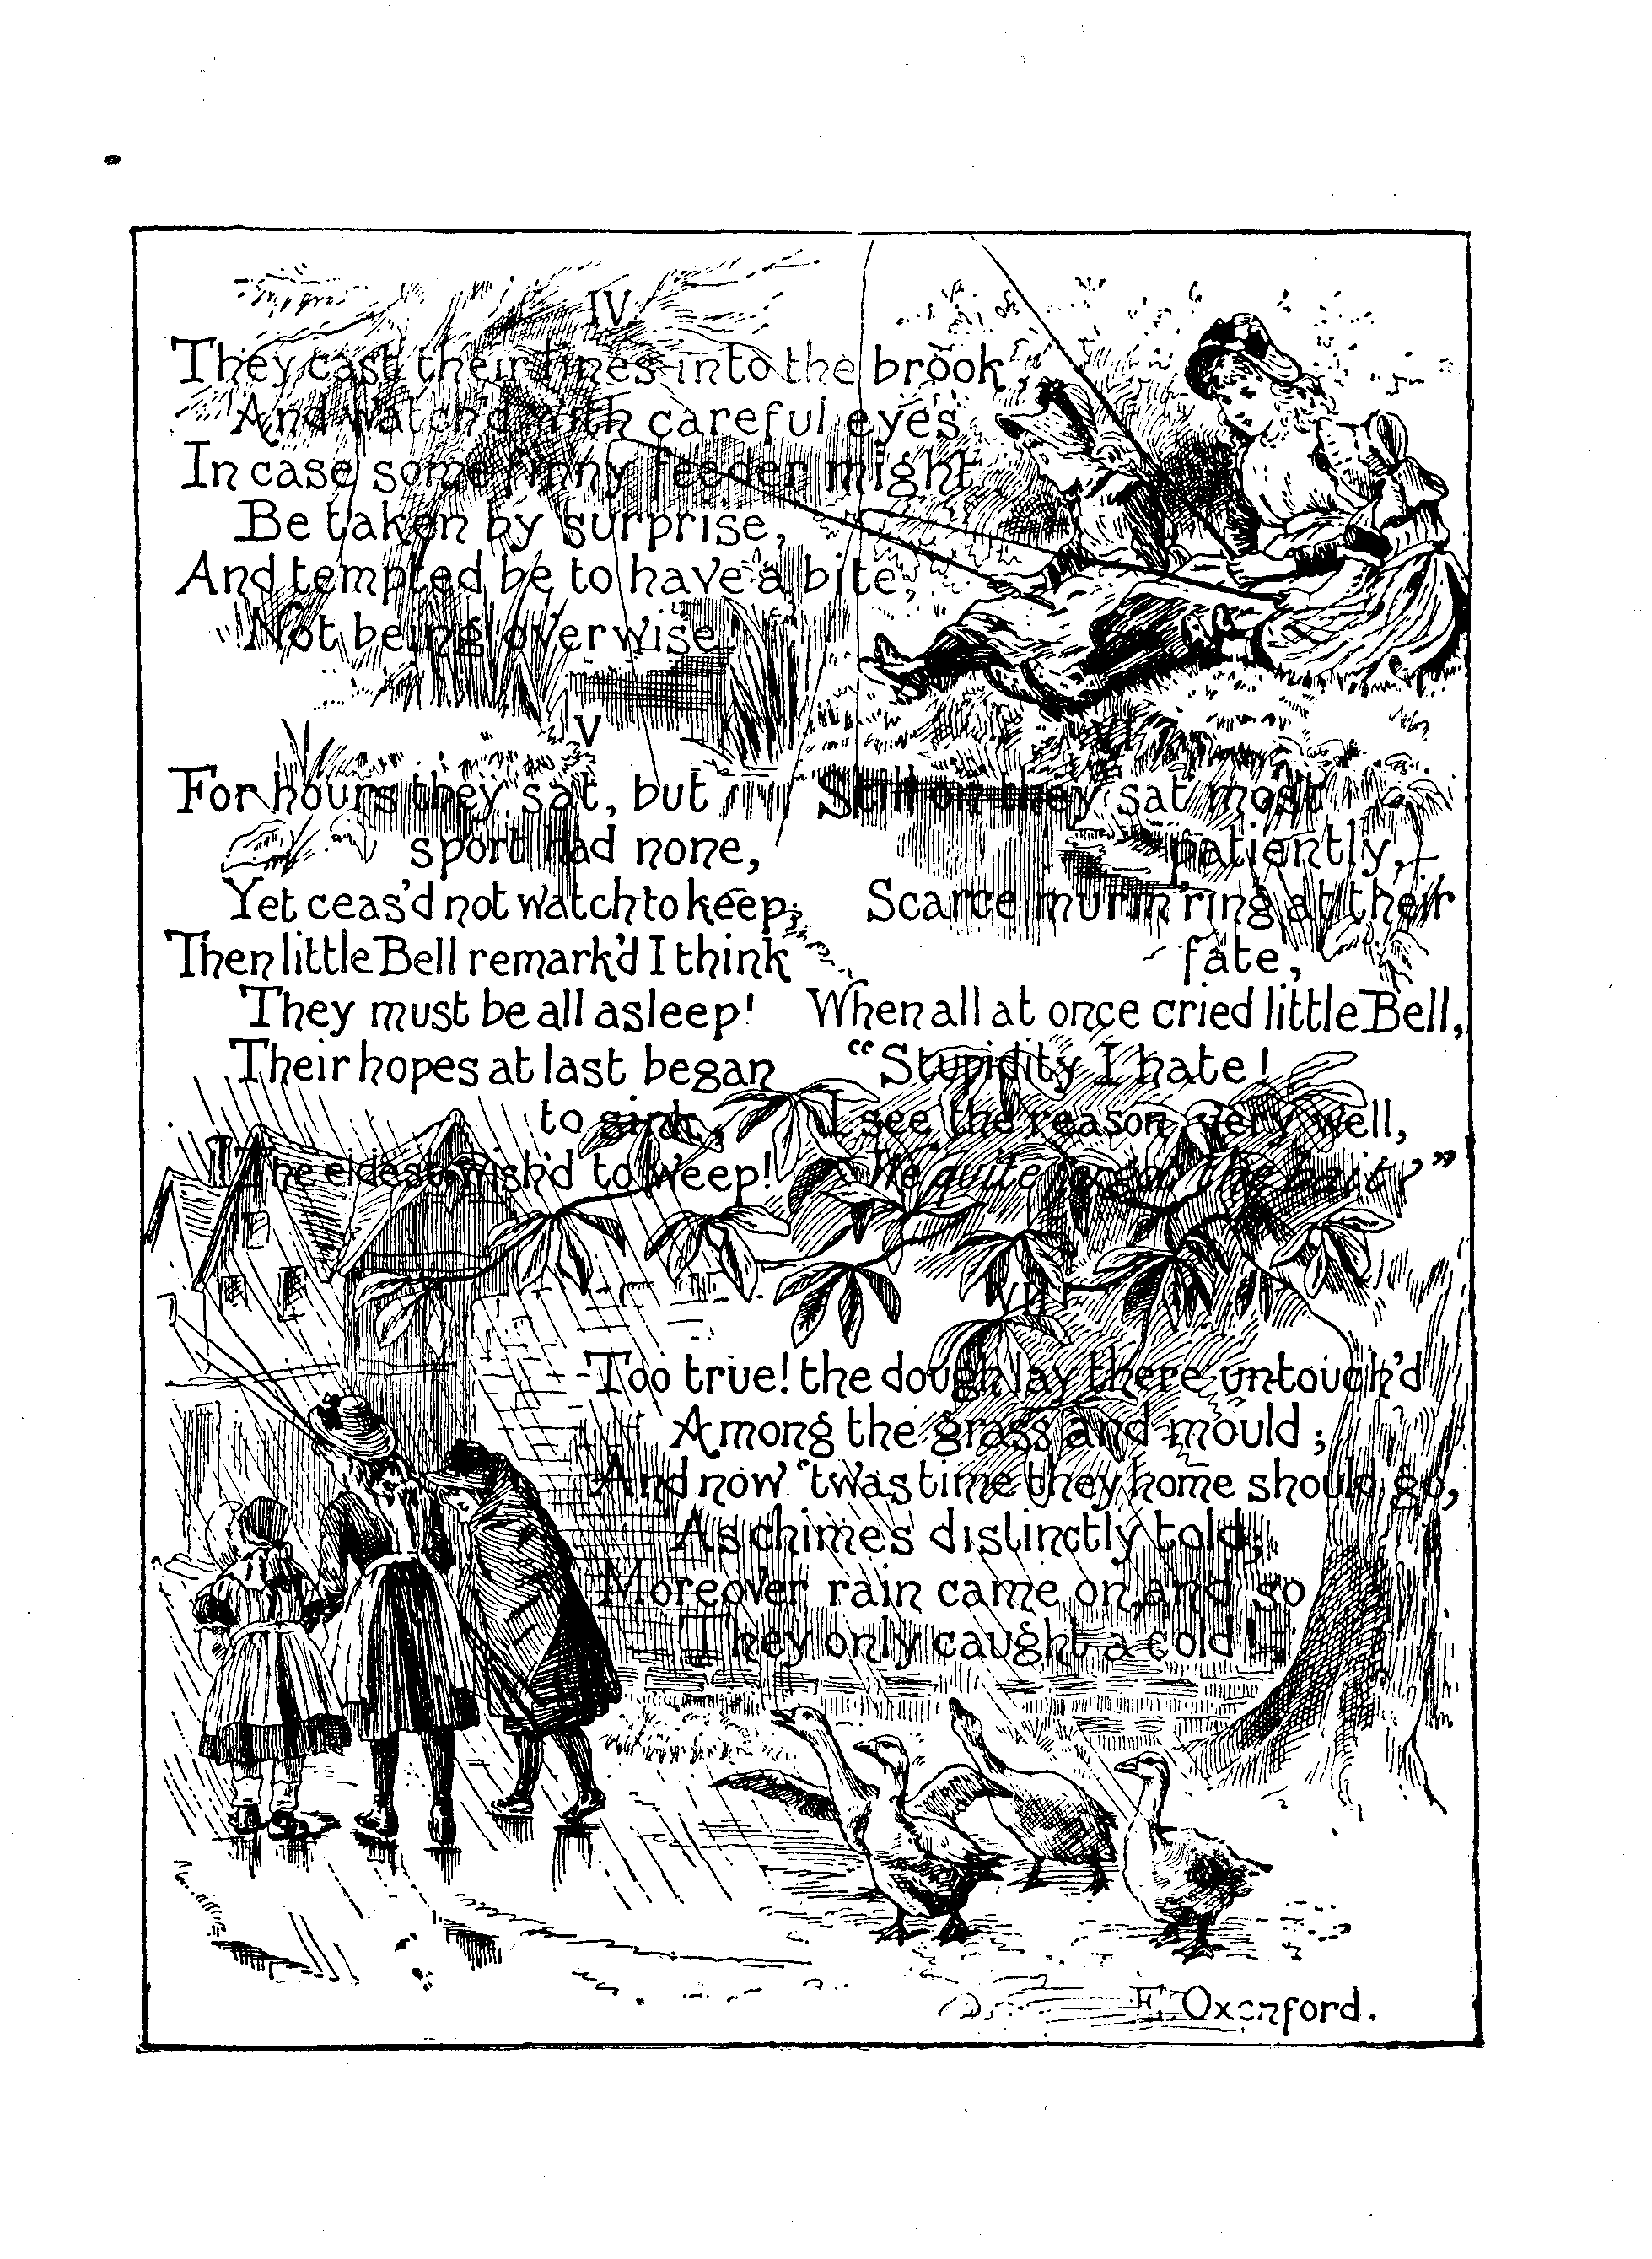 IV
They cast their lines into the brook,
And watch'd with careful eyes
In case some finny feeder might
Be taken by surprise,
And tempted be to have a bite,
Not being overwise!
V
For hours they sat, but
sport had none,
Yet ceas'd not watch to keep;
Then little Bell remark'd I think
They must be all asleep!
Their hopes at last began
to sink,
The eldest wish'd to weep!
VI
Still on they sat most
patiently,
Scarce murm'ring at their
fate,
When all at once cried little Bell,
"Stupidity I hate!
I see the reason very well,
We quite forgot the bait!"
VII
Too true! the dough lay there untouch'd
Among the grass and mould;
And now 'twas time they home should go,
As chimes distinctly told;
Moreover rain came on, and so
They only caught a cold!
E. Oxenford.